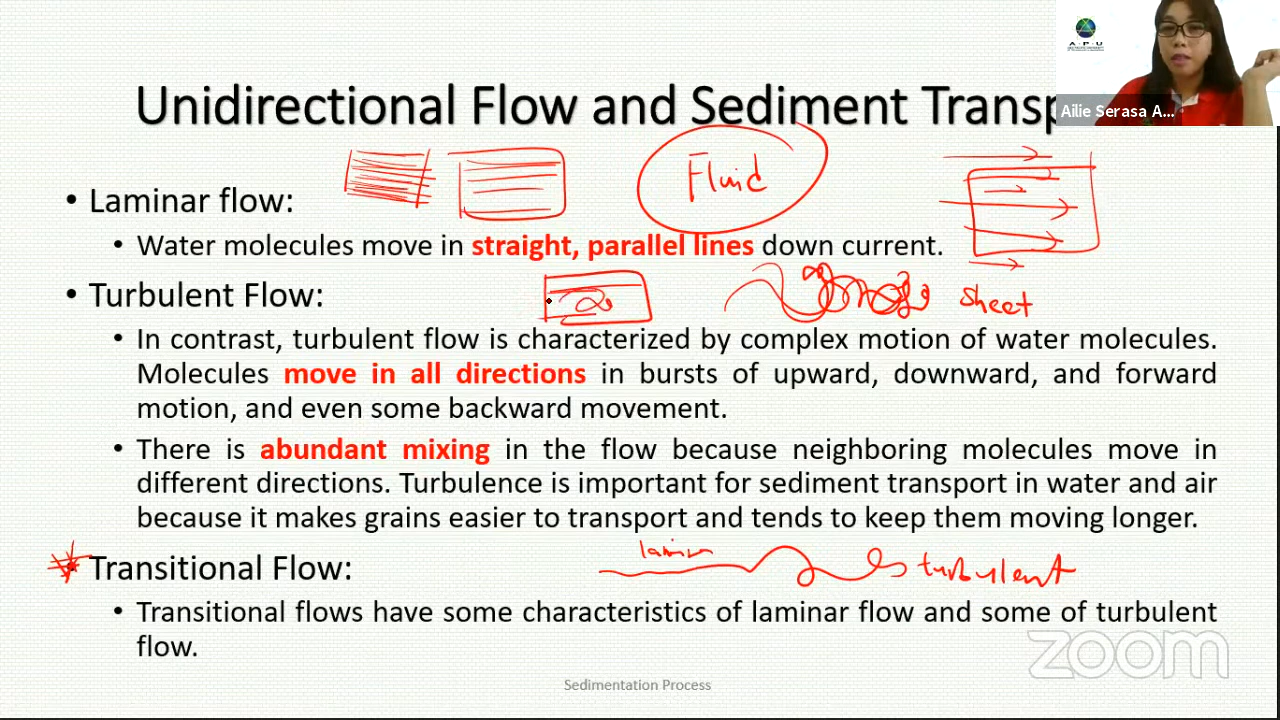 A P U
Ailie Serasa A...
Unidirectional Flow and Sediment Transp
Fluid
• Laminar flow:
• Water molecules move in straight, parallel lines down current.
• Turbulent Flow:
sheet
• In contrast, turbulent flow is characterized by complex motion of water molecules.
Molecules move in all directions in bursts of upward, downward, and forward
motion, and even some backward movement.
• There is abundant mixing in the flow because neighboring molecules move in
different directions. Turbulence is important for sediment transport in water and air
because it makes grains easier to transport and tends to keep them moving longer.
laminar
turbulent
• Transitional Flow:
• Transitional flows have some characteristics of laminar flow and some of turbulent
flow.
zoom
Sedimentation Process